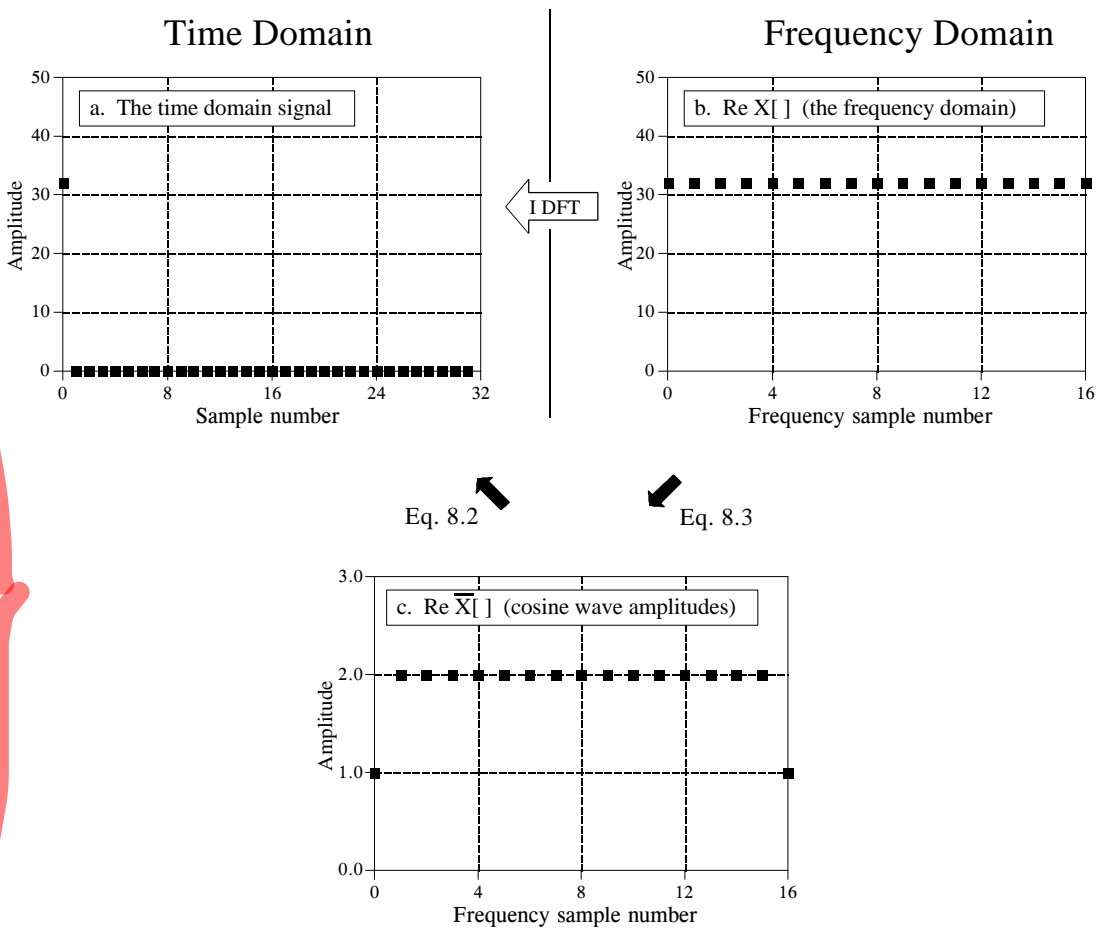 Time Domain
Frequency Domain
50
40
30
20
10
0
Amplitude
a. The time domain signal
0 8 16 24 32
Sample number
I DFT
50
40
30
20
10
0
Amplitude
b. Re X[ ] (the frequency domain)
0 4 8 12 16
Frequency sample number
Eq. 8.2
Eq. 8.3
3.0
2.0
1.0
0.0
Amplitude
c. Re X̅[ ] (cosine wave amplitudes)
0 4 8 12 16
Frequency sample number